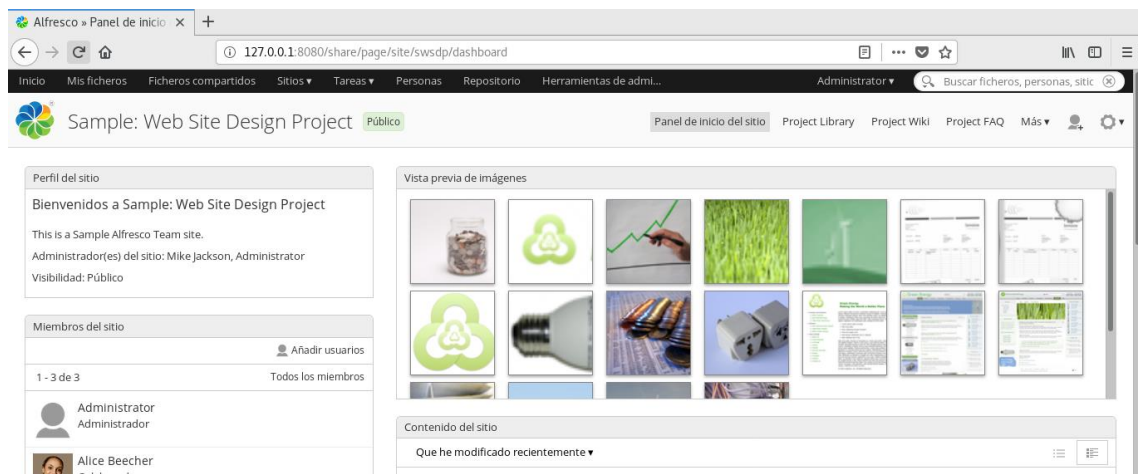 Alfresco » Panel de inicio
127.0.0.1:8080/share/page/site/swsdp/dashboard
Inicio Mis ficheros Ficheros compartidos Sitios Tareas Personas Repositorio Herramientas de admi... Administrator Buscar ficheros, personas, sitic
Sample: Web Site Design Project Público Panel de inicio del sitio Project Library Project Wiki Project FAQ Más
Perfil del sitio
Bienvenidos a Sample: Web Site Design Project
This is a Sample Alfresco Team site.
Administrador(es) del sitio: Mike Jackson, Administrator
Visibilidad: Público
Miembros del sitio
Añadir usuarios
1 - 3 de 3 Todos los miembros
Administrator
Administrador
Alice Beecher
Vista previa de imágenes
Contenido del sitio
Que he modificado recientemente